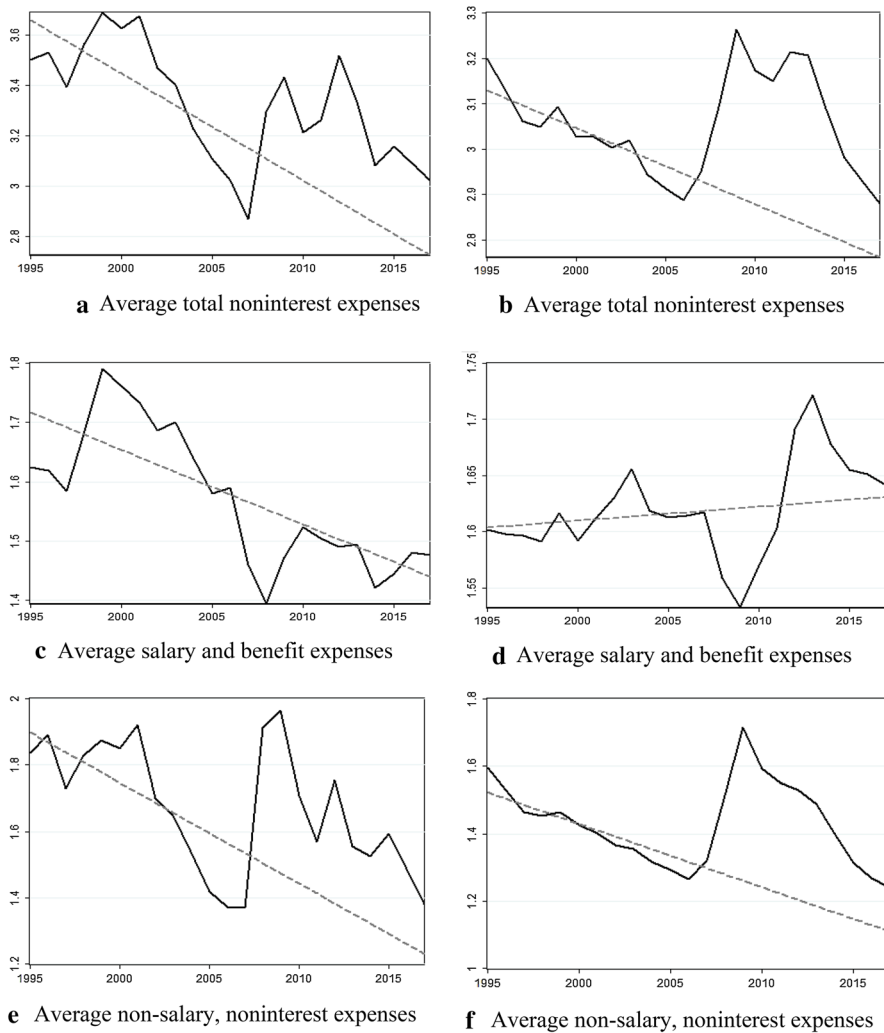 3.6
3.4
3.2
3
2.8
1995 2000 2005 2010 2015
a Average total noninterest expenses
3.3
3.2
3.1
3
2.9
2.8
1995 2000 2005 2010 2015
b Average total noninterest expenses
1.8
1.7
1.6
1.5
1.4
1995 2000 2005 2010 2015
c Average salary and benefit expenses
1.75
1.7
1.65
1.6
1.55
1995 2000 2005 2010 2015
d Average salary and benefit expenses
2
1.8
1.6
1.4
1.2
1995 2000 2005 2010 2015
e Average non-salary, noninterest expenses
1.8
1.6
1.4
1.2
1
1995 2000 2005 2010 2015
f Average non-salary, noninterest expenses